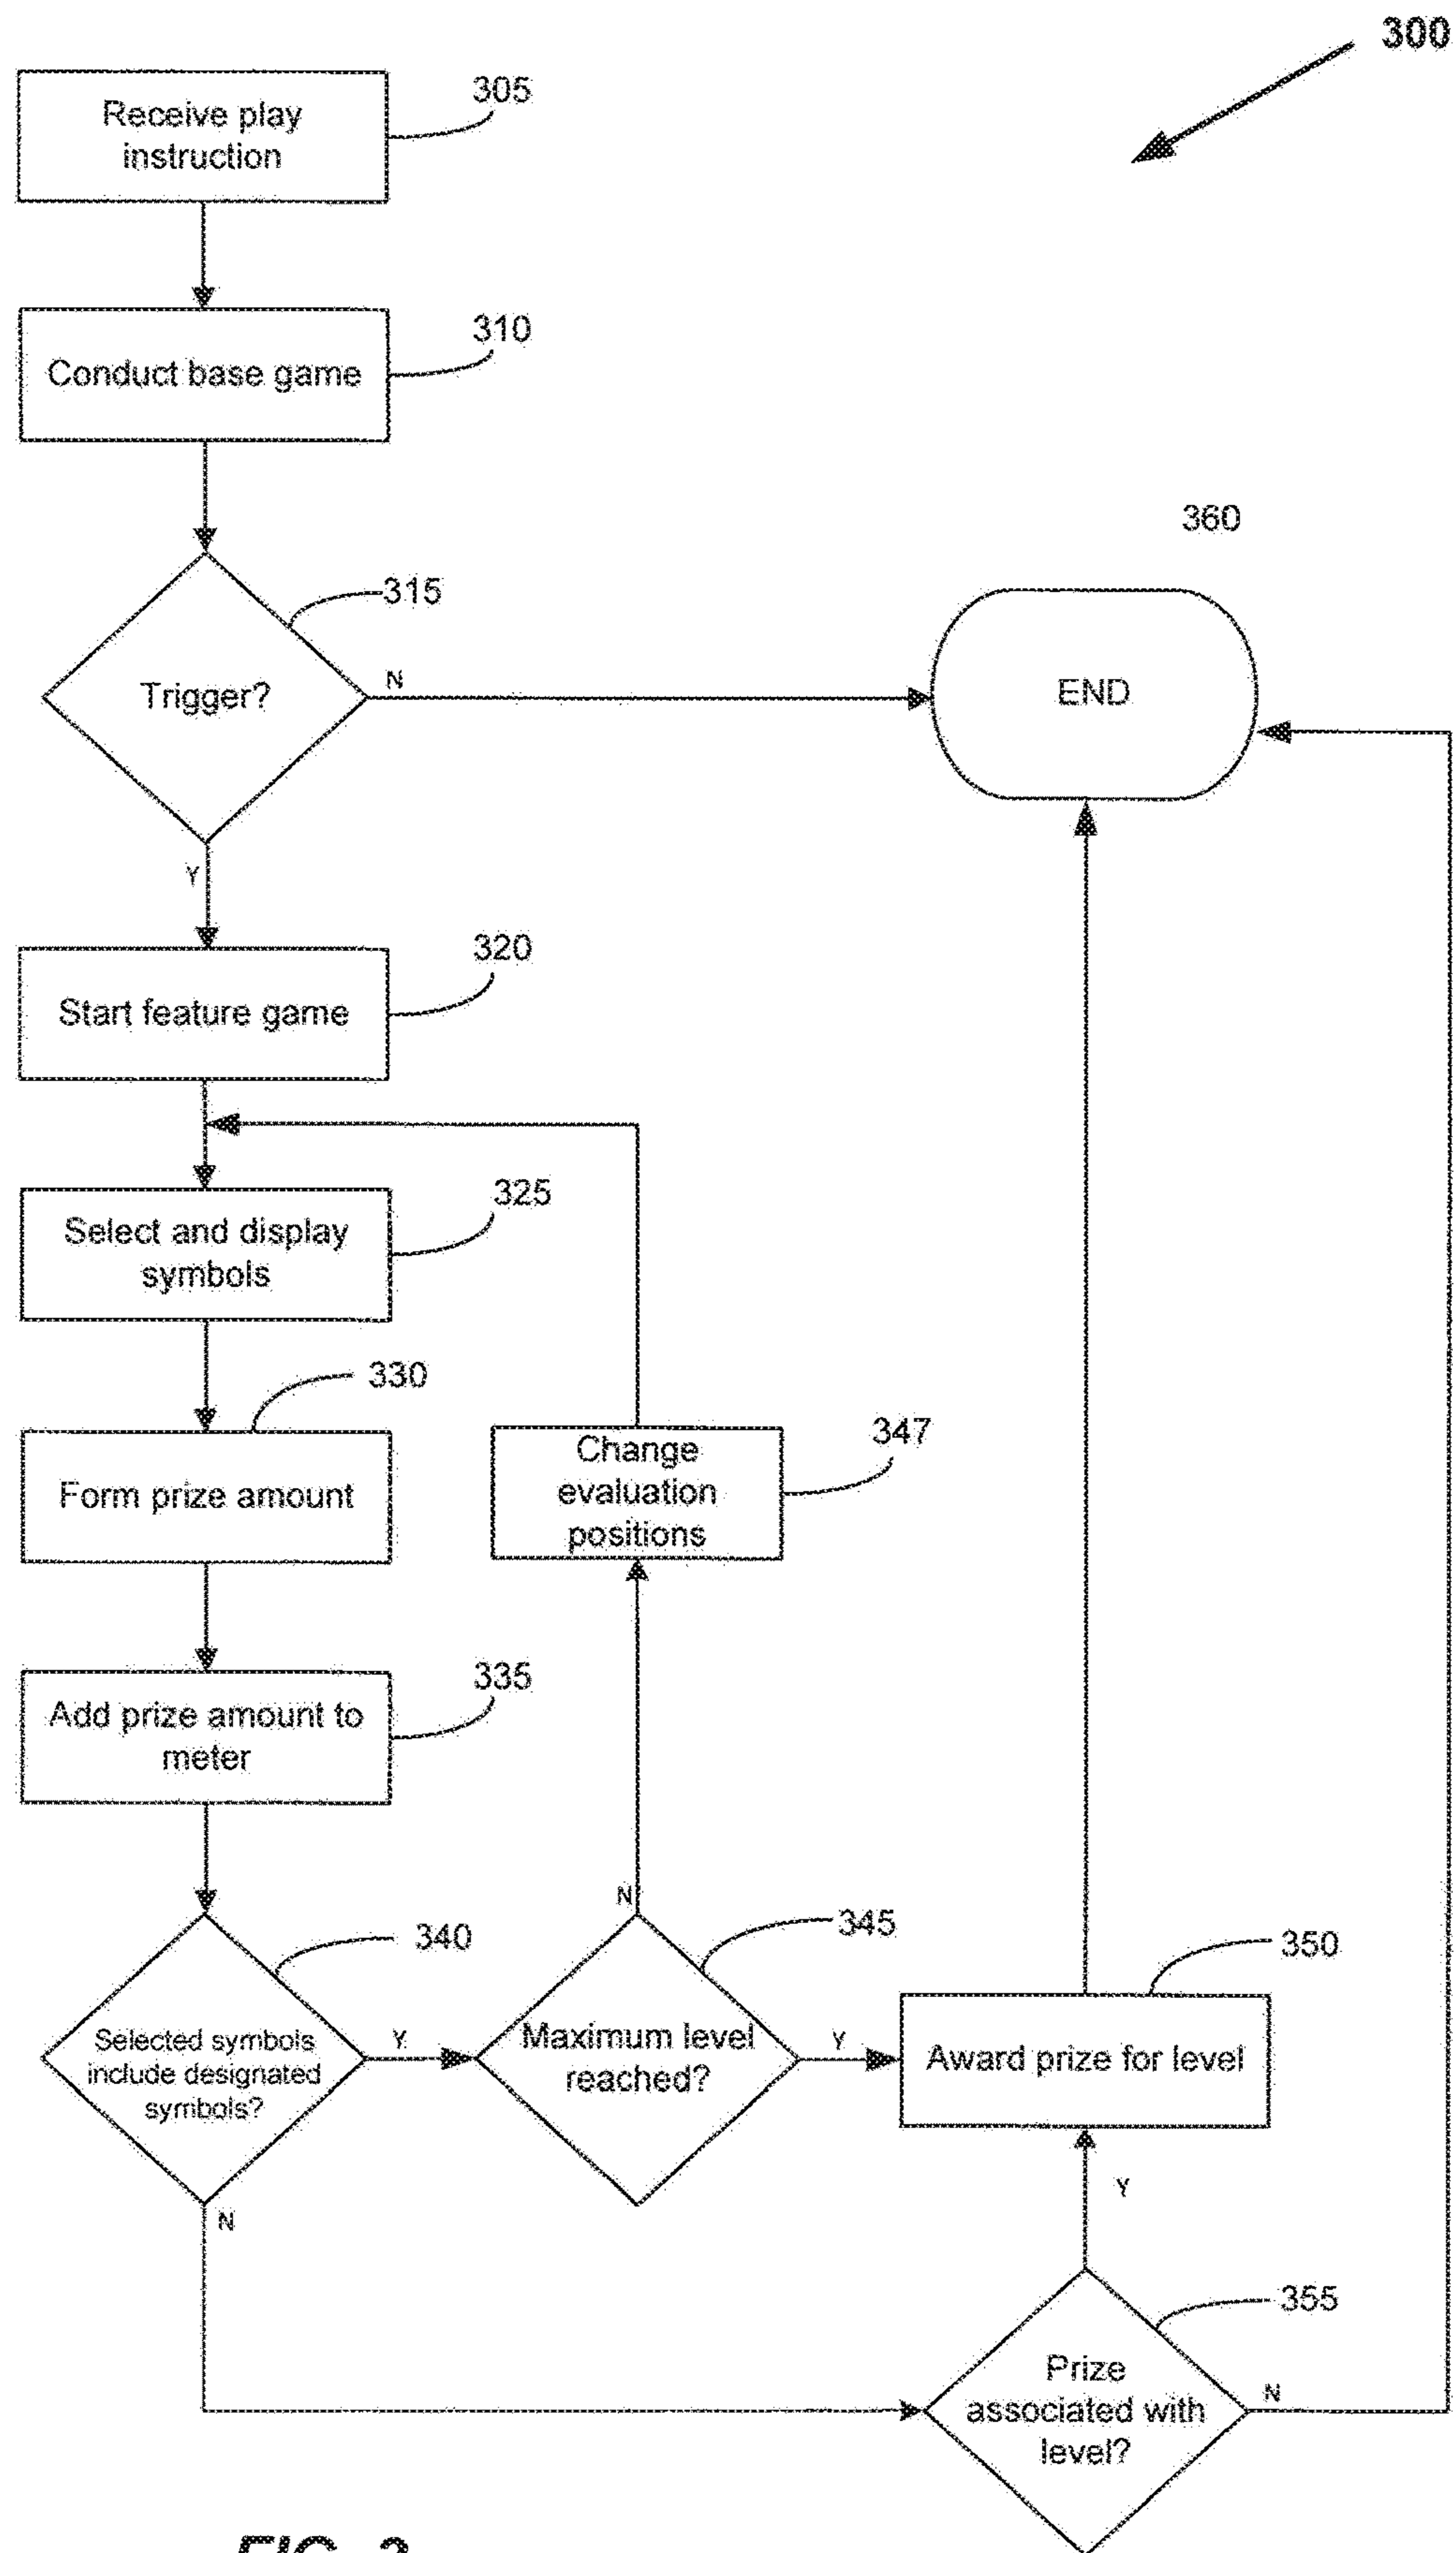 300
Receive play
instruction
305
Conduct base game
310
360
315
Trigger?
N
END
Y
Start feature game
320
Select and display
symbols
325
330
Form prize amount
Change
evaluation
positions
347
Add prize amount to
meter
335
N
340
345
350
Selected symbols
include designated
symbols?
Y
Maximum level
reached?
Y
Award prize for level
N
Y
355
Prize
associated with
level?
N
FIG. 3